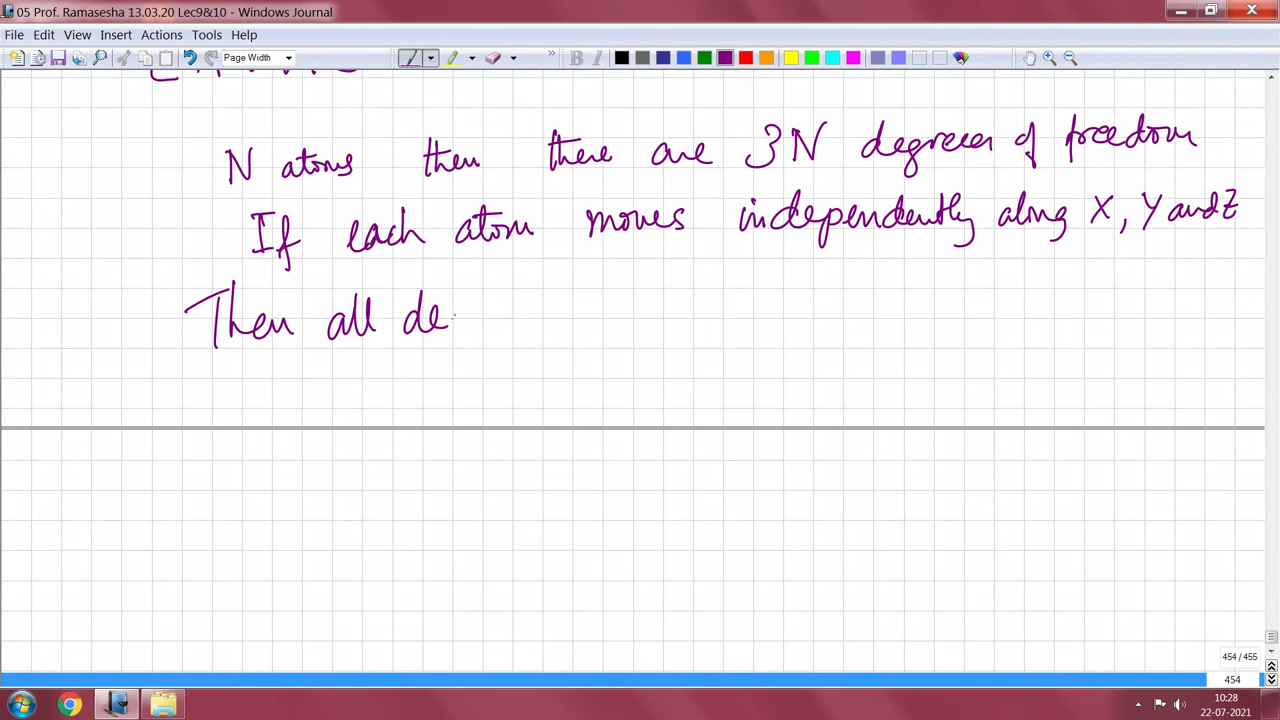 05 Prof. Ramasesha 13.03.20 Lec9&10 - Windows Journal
File Edit View Insert Actions Tools Help
Page Width
N atoms then there are 3N degrees of freedom
If each atom moves independently along X, Y and Z
Then all de
454 / 455
454
10:28
22-07-2021